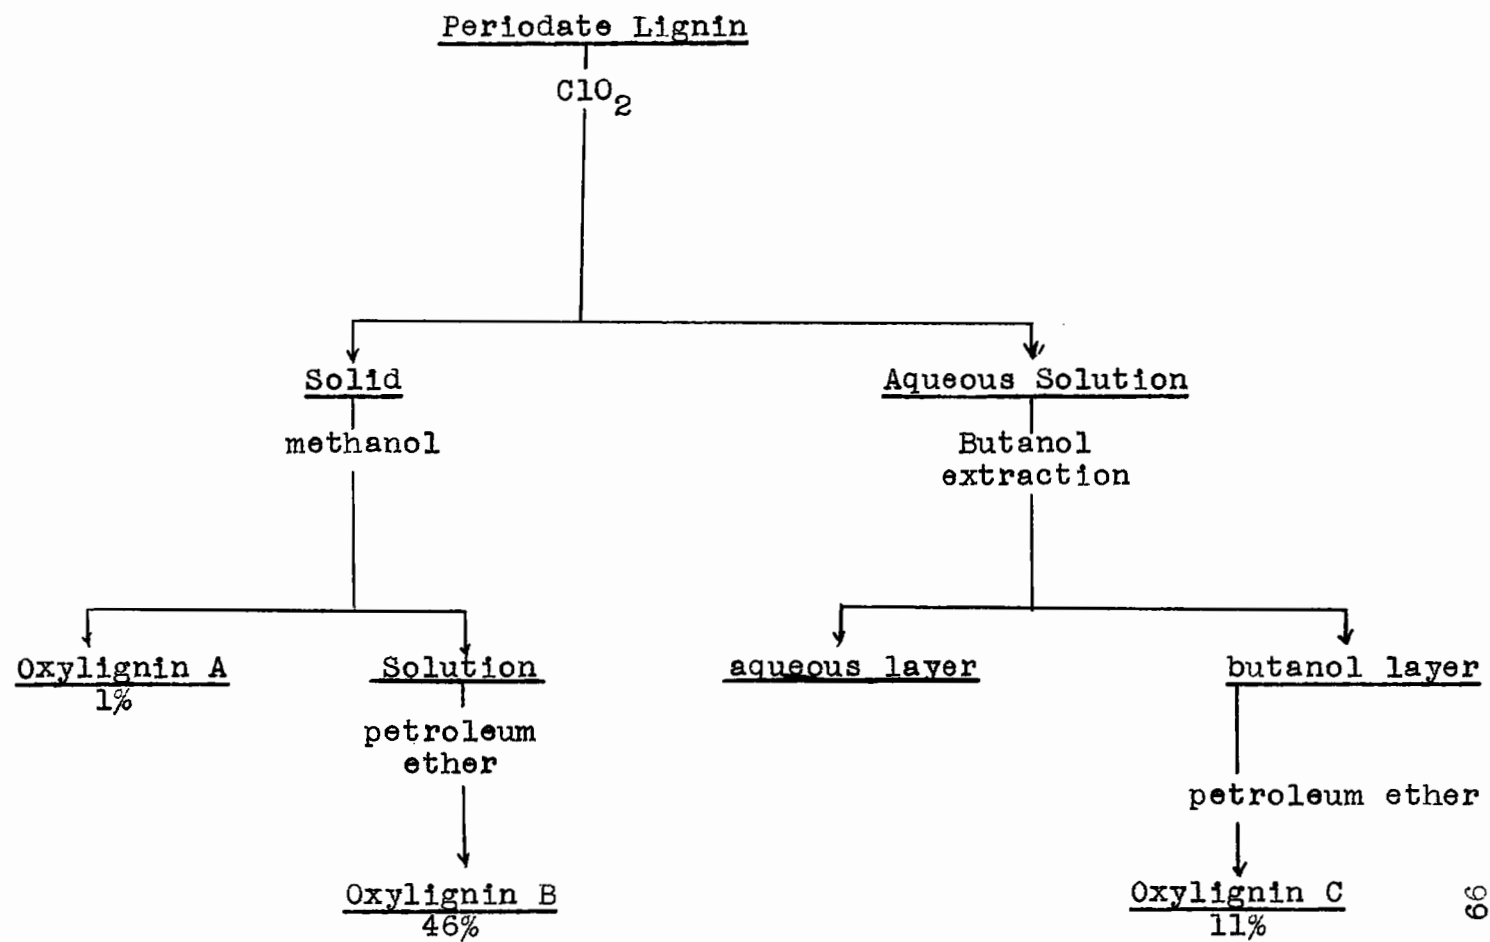 Periodate Lignin
ClO₂
Solid
Aqueous Solution
methanol
Butanol
extraction
Oxylignin A
1%
Solution
aqueous layer
butanol layer
petroleum
ether
petroleum ether
Oxylignin B
46%
Oxylignin C
11%
66